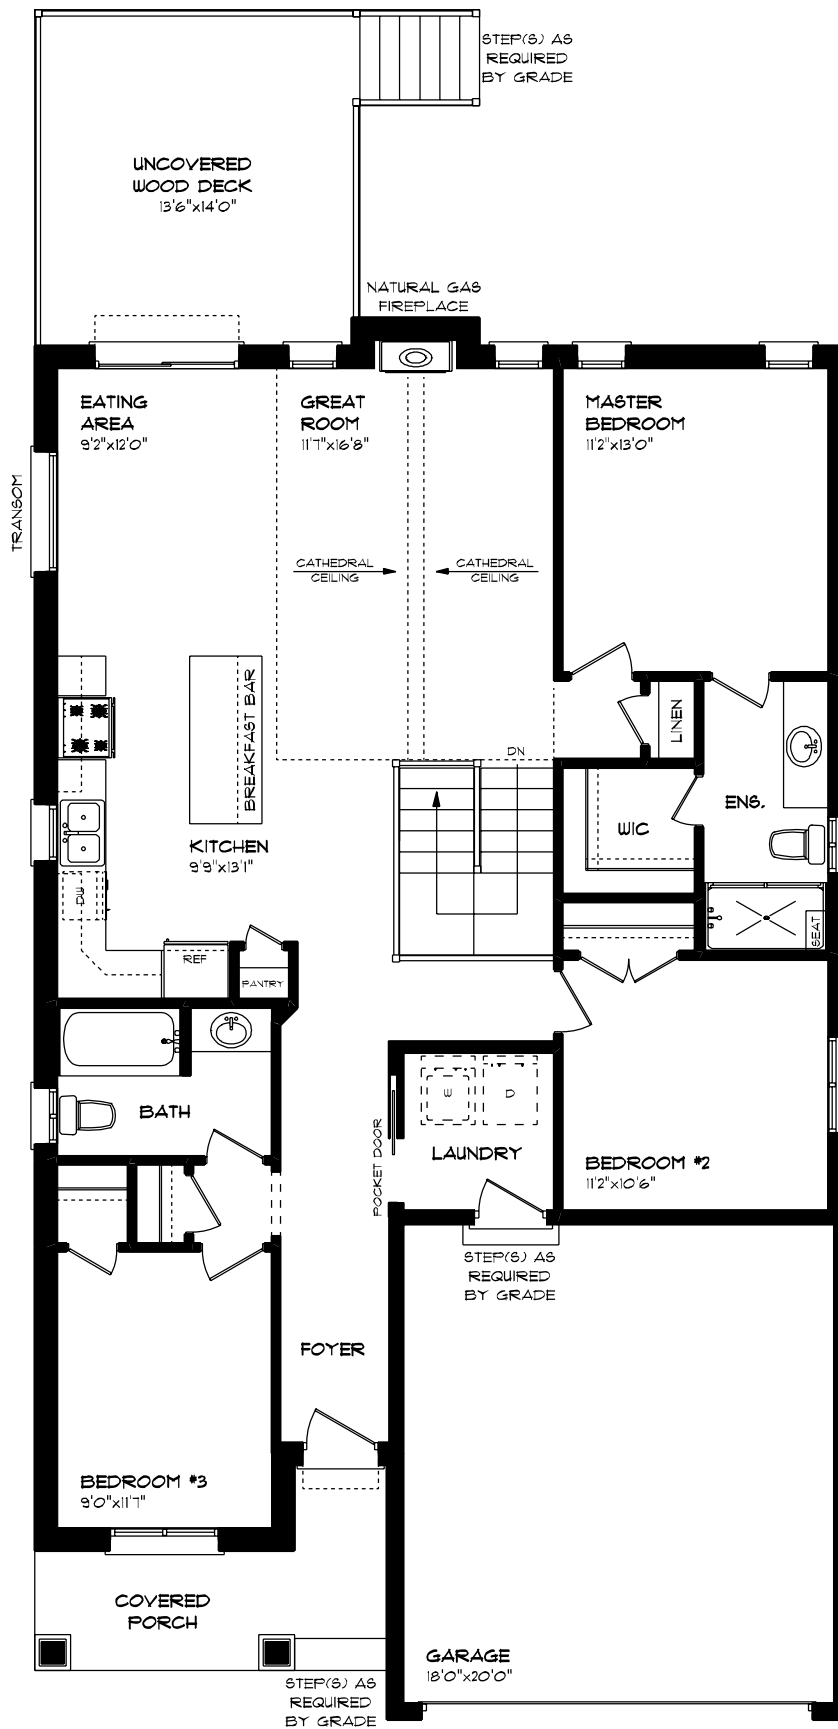 STEP(S) AS
REQUIRED
BY GRADE
UNCOVERED
WOOD DECK
13'6"x14'0"
NATURAL GAS
FIREPLACE
EATING
AREA
9'2"x12'0"
GREAT
ROOM
11'7"x16'8"
MASTER
BEDROOM
11'2"x13'0"
TRANSOM
CATHEDRAL
CEILING
CATHEDRAL
CEILING
BREAKFAST BAR
LINEN
DN
ENS.
WIC
KITCHEN
9'9"x13'1"
DW
SEAT
REF
PANTRY
BATH
W
D
POCKET DOOR
LAUNDRY
BEDROOM #2
11'2"x10'6"
STEP(S) AS
REQUIRED
BY GRADE
FOYER
BEDROOM #3
9'0"x11'7"
COVERED
PORCH
GARAGE
18'0"x20'0"
STEP(S) AS
REQUIRED
BY GRADE